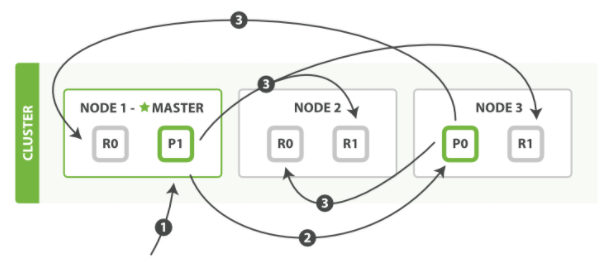 3
3
CLUSTER
NODE 1 - ★ MASTER
R0
P1
NODE 2
R0
R1
NODE 3
P0
R1
3
1
2